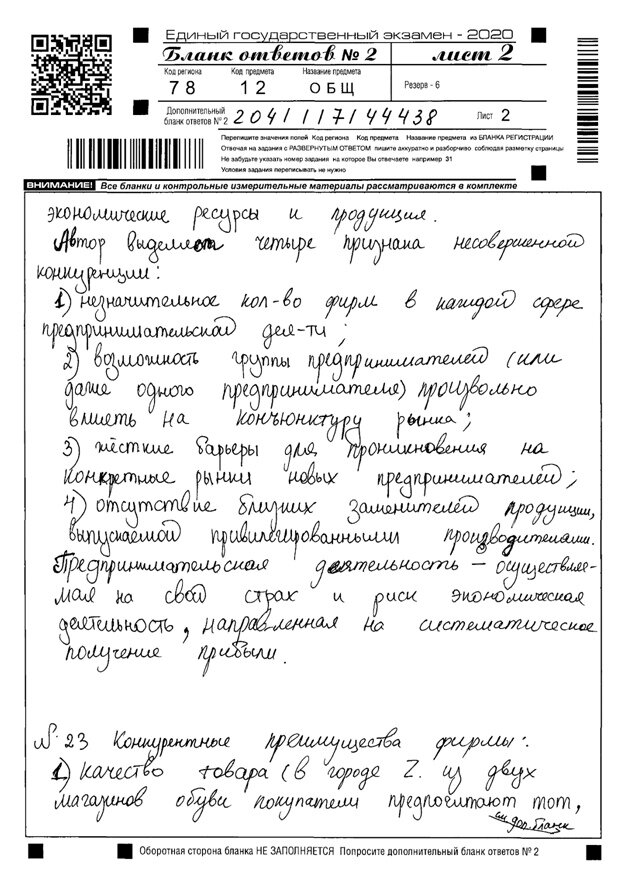 Единый государственный экзамен - 2020
Бланк ответов № 2 лист 2
Код региона Код предмета Название предмета
78 12 ОБЩ Резерв - 6
Дополнительный
бланк ответов № 2 2041117144438 Лист 2
Перепишите значения полей Код региона Код предмета Название предмета из БЛАНКА РЕГИСТРАЦИИ
Отвечая на задания с РАЗВЕРНУТЫМ ОТВЕТОМ пишите аккуратно и разборчиво соблюдая разметку страницы
Не забудьте указать номер задания на которое Вы отвечаете например 31
Условия задания переписывать не нужно
ВНИМАНИЕ! Все бланки и контрольные измерительные материалы рассматриваются в комплекте
экономические ресурсы и продукция.
Автор выделяет четыре признака несовершенной
конкуренции:
1) незначительное кол-во фирм в каждой сфере
предпринимательской деял-ти;
2) возможность группы предпринимателей (или
даже одного предпринимателя) произвольно
влиять на конъюнктуру рынка;
3) жёсткие барьеры для проникновения на
конкретные рынки новых предпринимателей;
4) отсутствие близких заменителей продукции,
выпускаемой привилегированными производителями.
Предпринимательская деятельность – осуществляе-
мая на свой страх и риск экономическая
деятельность, направленная на систематическое
получение прибыли.
№ 23 Конкурентные преимущества фирмы:
1) качество товара (в городе Z. из двух
магазинов обуви покупатели предпочитают тот,
см доп. бланк
Оборотная сторона бланка НЕ ЗАПОЛНЯЕТСЯ Попросите дополнительный бланк ответов № 2